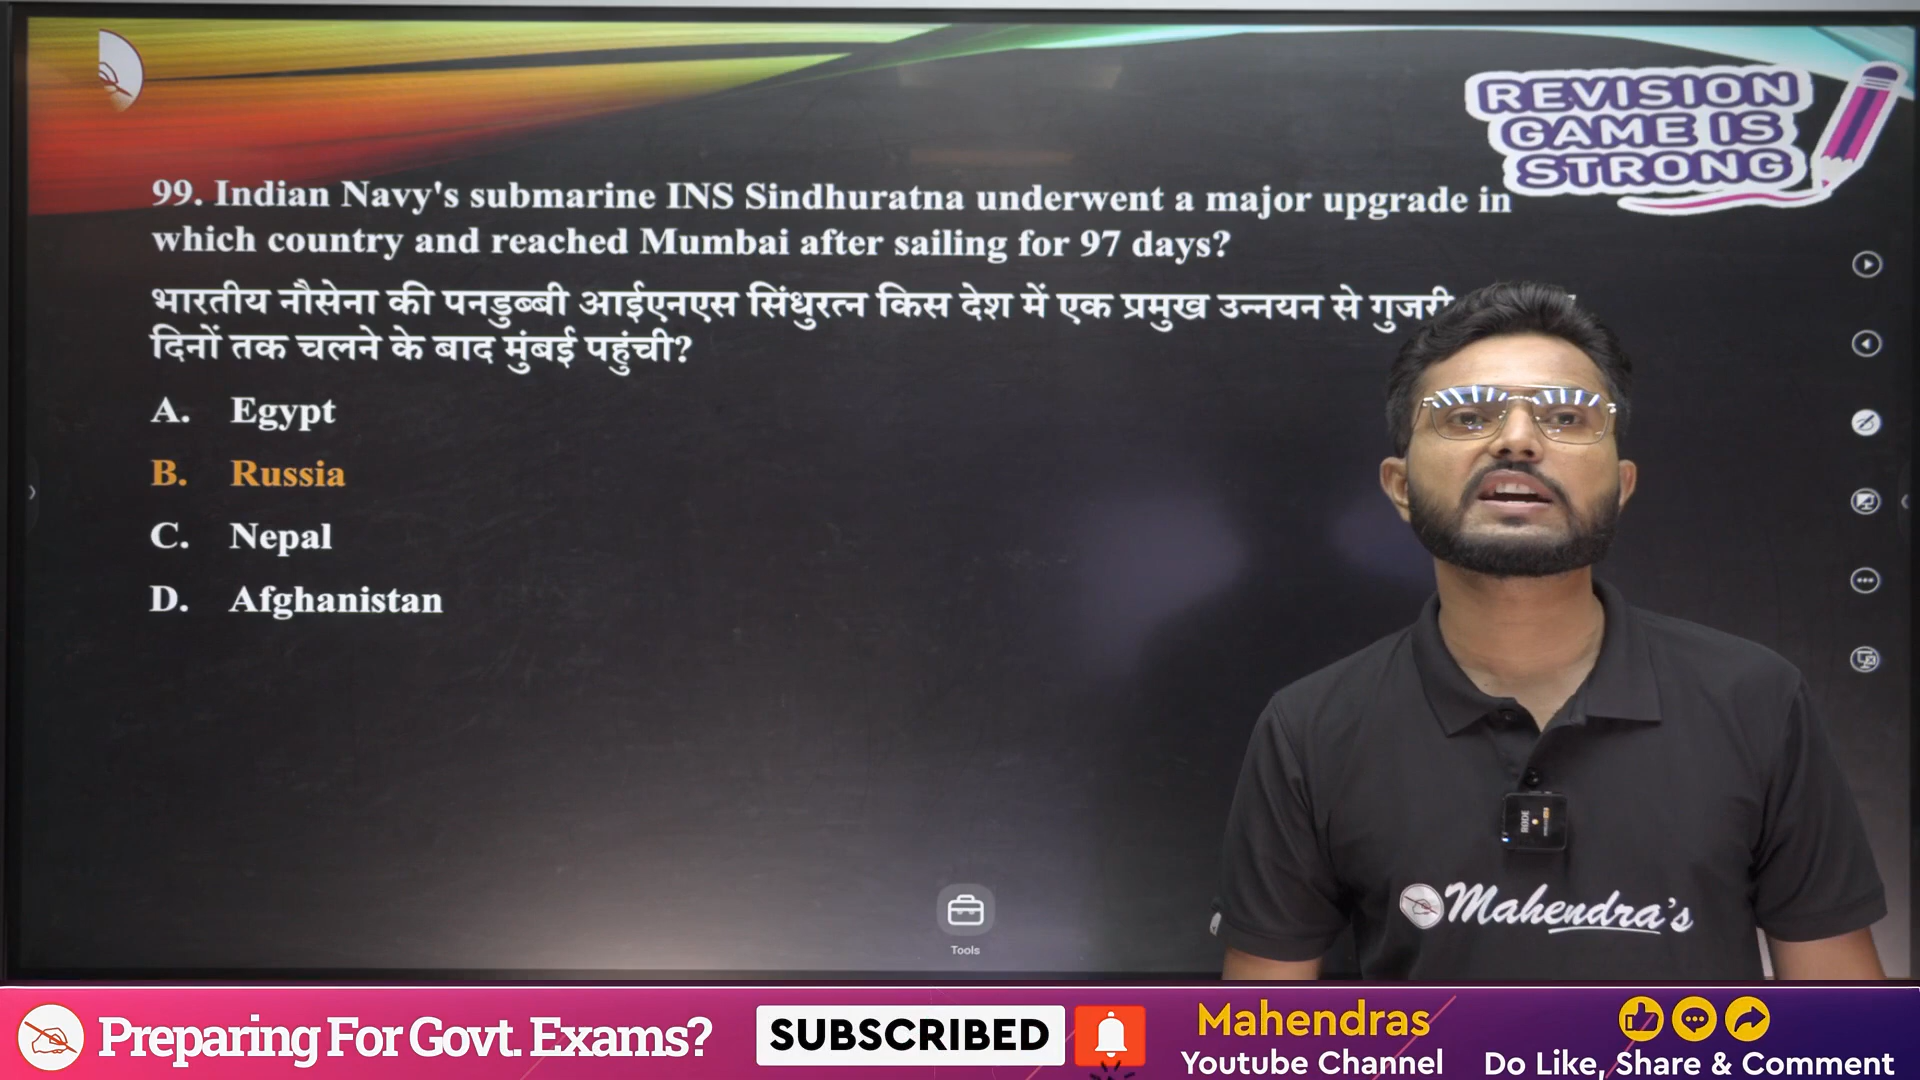 REVISION
GAME IS
STRONG
99. Indian Navy's submarine INS Sindhuratna underwent a major upgrade in
which country and reached Mumbai after sailing for 97 days?
भारतीय नौसेना की पनडुब्बी आईएनएस सिंधुरत्न किस देश में एक प्रमुख उन्नयन से गुजरी
दिनों तक चलने के बाद मुंबई पहुंची?
A. Egypt
B. Russia
C. Nepal
D. Afghanistan
RODE
Mahendra's
Tools
Preparing For Govt. Exams?
SUBSCRIBED
Mahendras
Youtube Channel
Do Like, Share & Comment